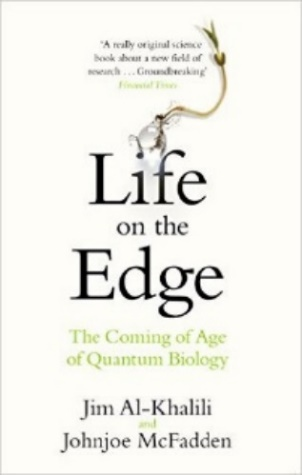 'A really original science
book about a new field of
research . . . Groundbreaking'
Financial Times
Life
on the
Edge
The Coming of Age
of Quantum Biology
Jim Al-Khalili
and
Johnjoe McFadden